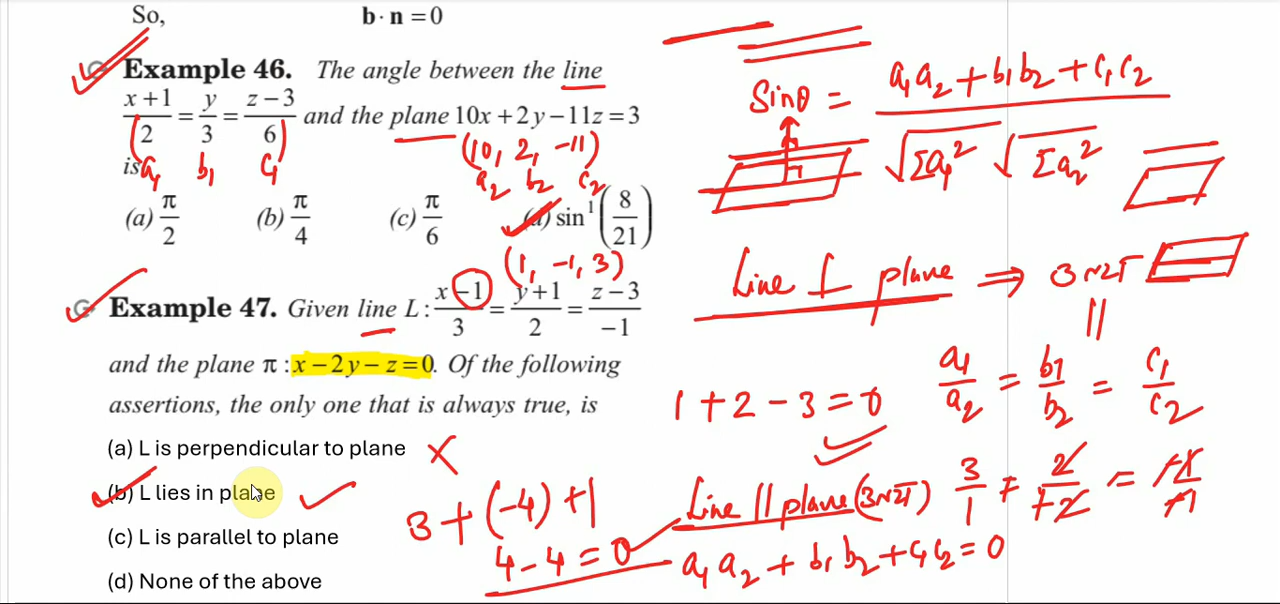 So, b · n = 0
Example 46. The angle between the line
x + 1 / 2 = y / 3 = z − 3 / 6 and the plane 10x + 2y − 11z = 3
is
(10, 2, −11)
a₁ b₁ c₁ a₂ b₂ c₂
(a) π/2 (b) π/4 (c) π/6 (d) sin¹ (8/21)
(1, −1, 3)
Example 47. Given line L : x − 1 / 3 = y + 1 / 2 = z − 3 / −1
and the plane π : x − 2y − z = 0. Of the following
assertions, the only one that is always true, is
(a) L is perpendicular to plane
(b) L lies in plane
(c) L is parallel to plane
(d) None of the above
3 + (−4) + 1
4 − 4 = 0
Sinθ = a₁a₂ + b₁b₂ + c₁c₂ / √Σa₁² √Σa₂²
Line ⊥ plane ⇒
||
1 + 2 − 3 = 0
a₁/a₂ = b₁/b₂ = c₁/c₂
Line || plane
3/1 ≠ 2/+2 =
a₁a₂ + b₁b₂ + c₁c₂ = 0